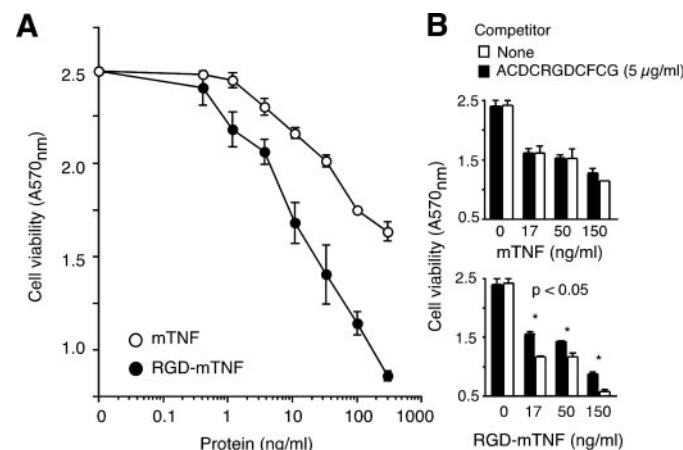 A
2.5
2.0
1.5
1.0
Cell viability (A570nm)
mTNF
RGD-mTNF
0 0.1 1 10 100 1000
Protein (ng/ml)
B
Competitor
None
ACDCRGDCFCG (5 µg/ml)
2.5
1.5
0.5
0 17 50 150
mTNF (ng/ml)
Cell viability (A570nm)
2.5
p < 0.05
* * *
1.5
0.5
0 17 50 150
RGD-mTNF (ng/ml)